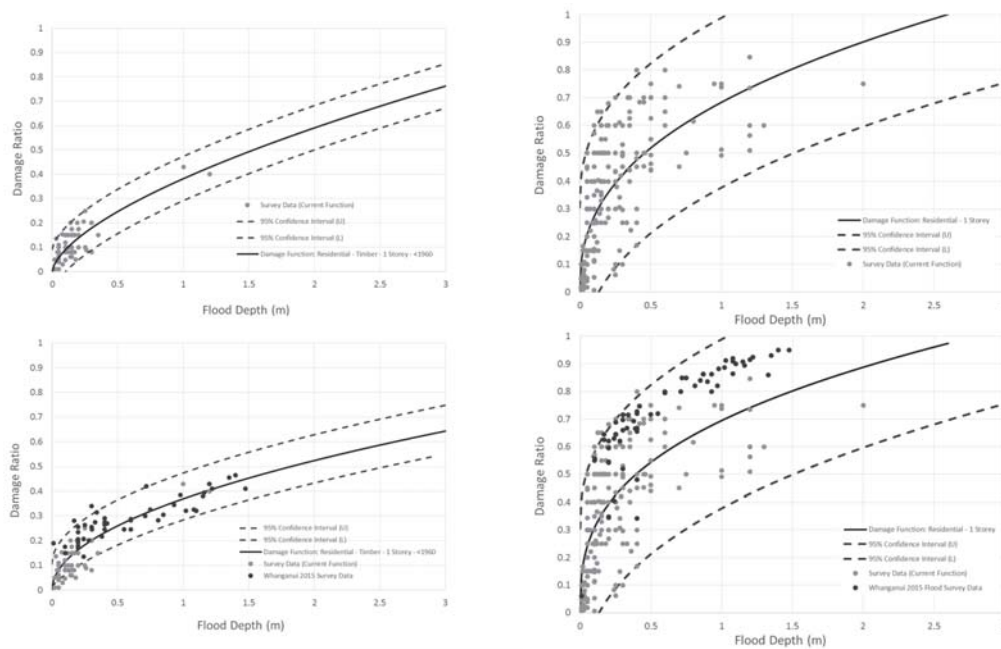 1
0.9
0.8
0.7
0.6
0.5
0.4
0.3
0.2
0.1
0
Damage Ratio
0
0.5
1
1.5
2
2.5
3
Flood Depth (m)
Survey Data (Current Function)
95% Confidence Interval (U)
95% Confidence Interval (L)
Damage Function: Residential - Timber - 1 Storey - <1960
1
0.9
0.8
0.7
0.6
0.5
0.4
0.3
0.2
0.1
0
Damage Ratio
0
0.5
1
1.5
2
2.5
Flood Depth (m)
Damage Function: Residential - 1 Storey
95% Confidence Interval (U)
95% Confidence Interval (L)
Survey Data (Current Function)
1
0.9
0.8
0.7
0.6
0.5
0.4
0.3
0.2
0.1
0
Damage Ratio
0
0.5
1
1.5
2
2.5
3
Flood Depth (m)
95% Confidence Interval (U)
95% Confidence Interval (L)
Damage Function: Residential - Timber - 1 Storey - <1960
Survey Data (Current Function)
Whanganui 2015 Survey Data
1
0.9
0.8
0.7
0.6
0.5
0.4
0.3
0.2
0.1
0
Damage Ratio
0
0.5
1
1.5
2
2.5
Flood Depth (m)
Damage Function: Residential - 1 Storey
95% Confidence Interval (U)
95% Confidence Interval (L)
Survey Data (Current Function)
Whanganui 2015 Flood Survey Data